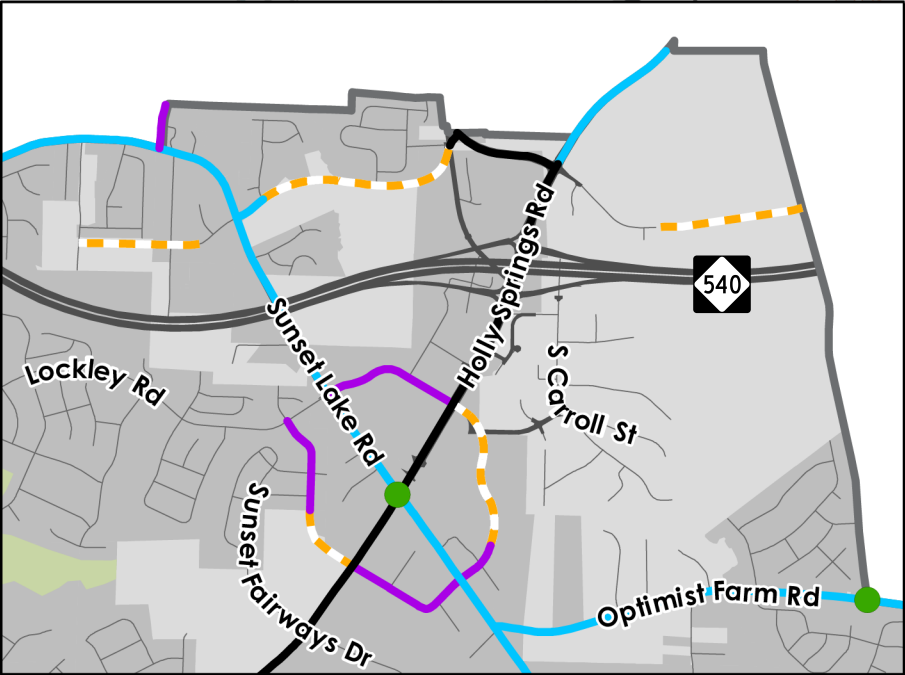 Holly Springs Rd
540
Sunset Lake Rd
Lockley Rd
S Carroll St
Sunset Fairways Dr
Optimist Farm Rd